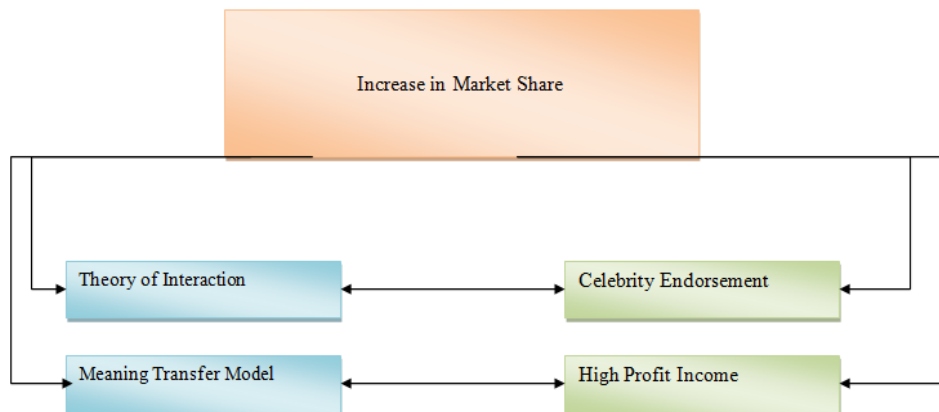 Increase in Market Share
Theory of Interaction
Celebrity Endorsement
Meaning Transfer Model
High Profit Income